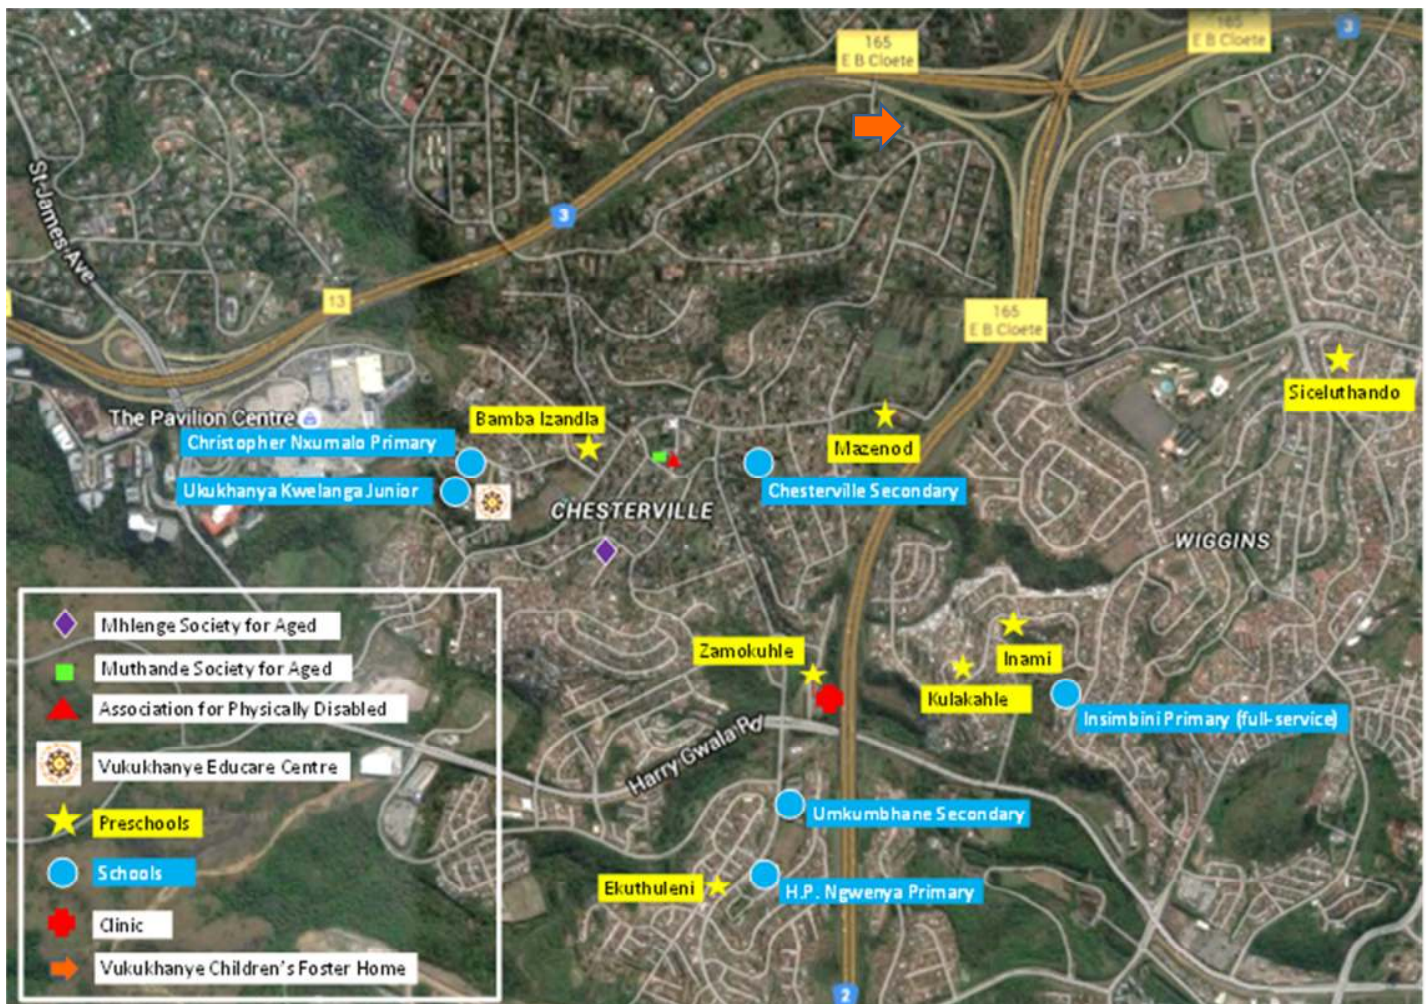 165
E B Cloete
165
E B Cloete
3
St-James Ave
3
13
165
E B Cloete
Siceluthando
The Pavilion Centre
Bamba Izandla
Mazenod
Christopher Nxumalo Primary
Ukukhanya Kwelanga Junior
Chesterville Secondary
CHESTERVILLE
WIGGINS
Mhlenge Society for Aged
Muthande Society for Aged
Association for Physically Disabled
Vukukhanye Educare Centre
Preschools
Schools
Clinic
Vukukhanye Children's Foster Home
Zamokuhle
Inami
Kulakahle
Insimbini Primary (full-service)
Harry Gwala Rd
Umkumbhane Secondary
Ekuthuleni
H.P. Ngwenya Primary
2